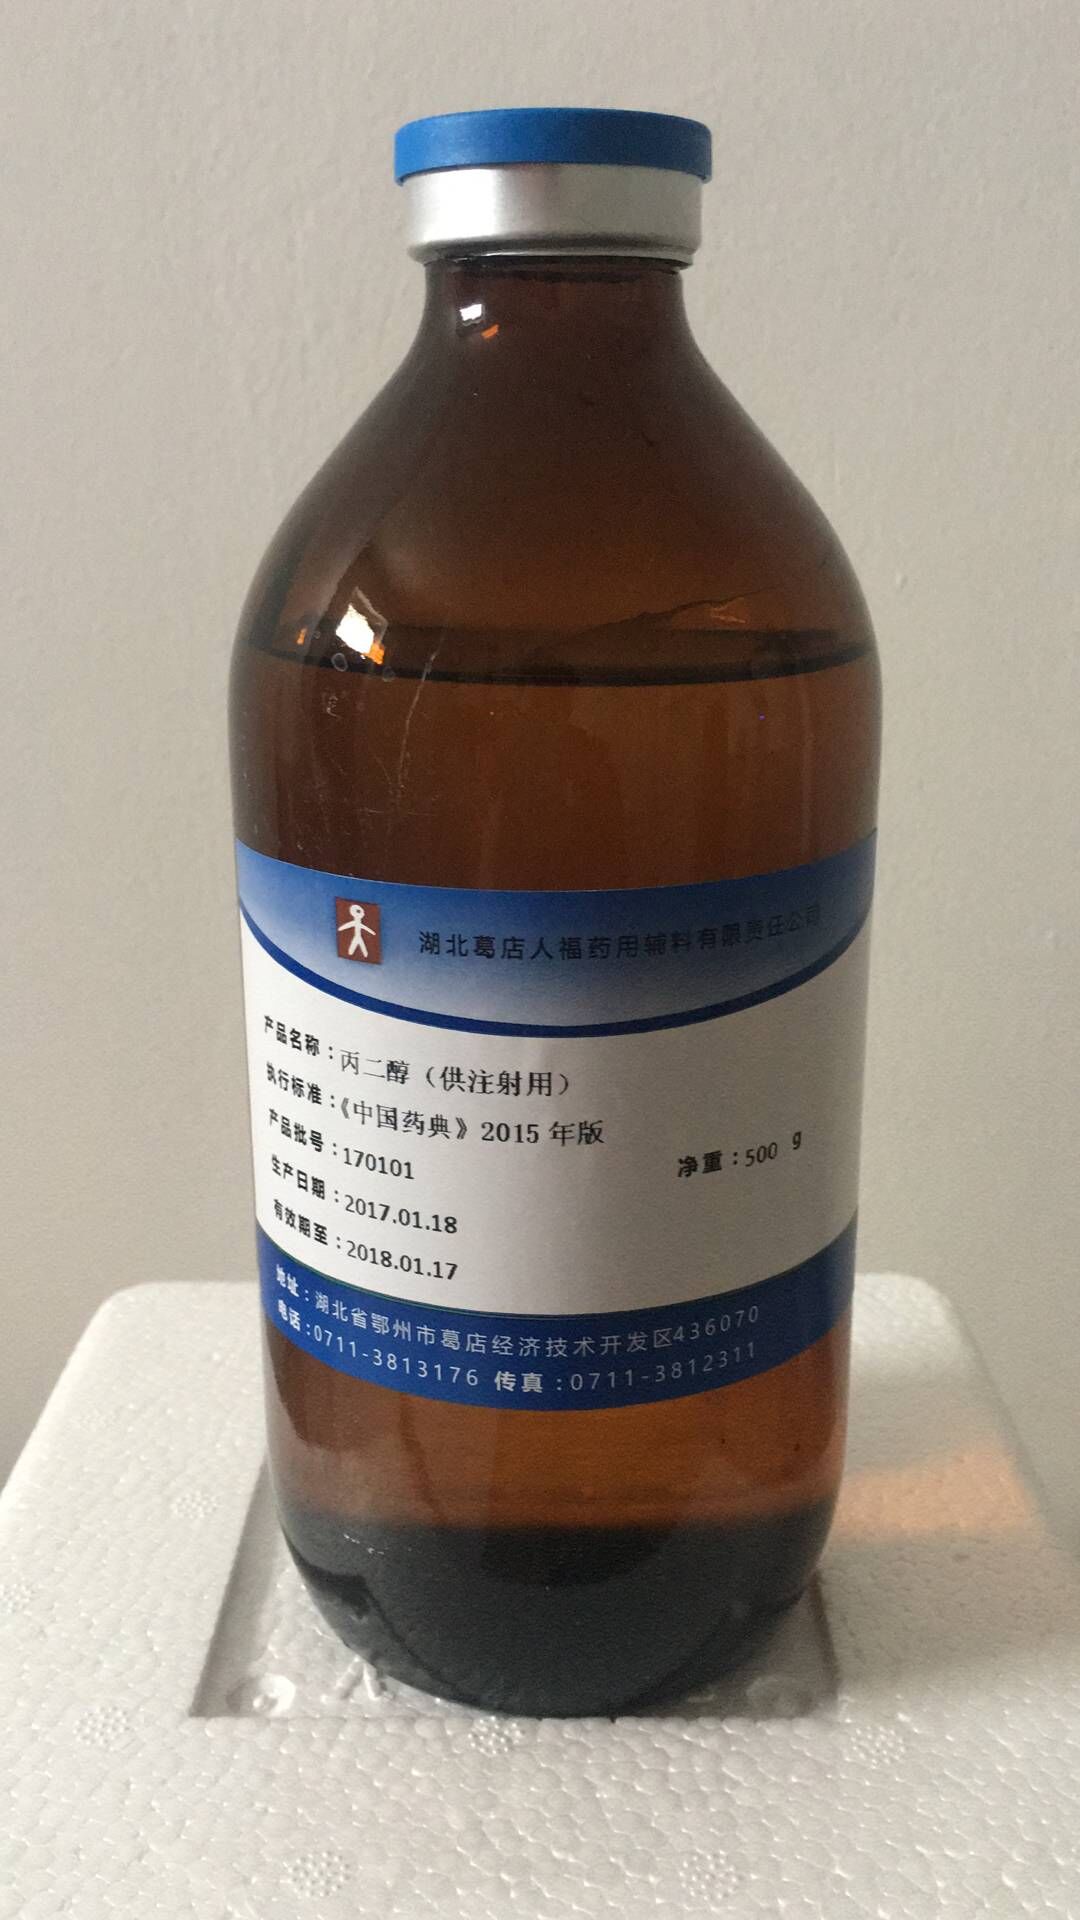 湖北葛店人福药用辅料有限责任公司
产品名称:丙二醇（供注射用）
执行标准:《中国药典》2015 年版
产品批号:170101
净重:500 g
生产日期:2017.01.18
有效期至:2018.01.17
地址:湖北省鄂州市葛店经济技术开发区436070
电话:0711-3813176 传真:0711-3812311